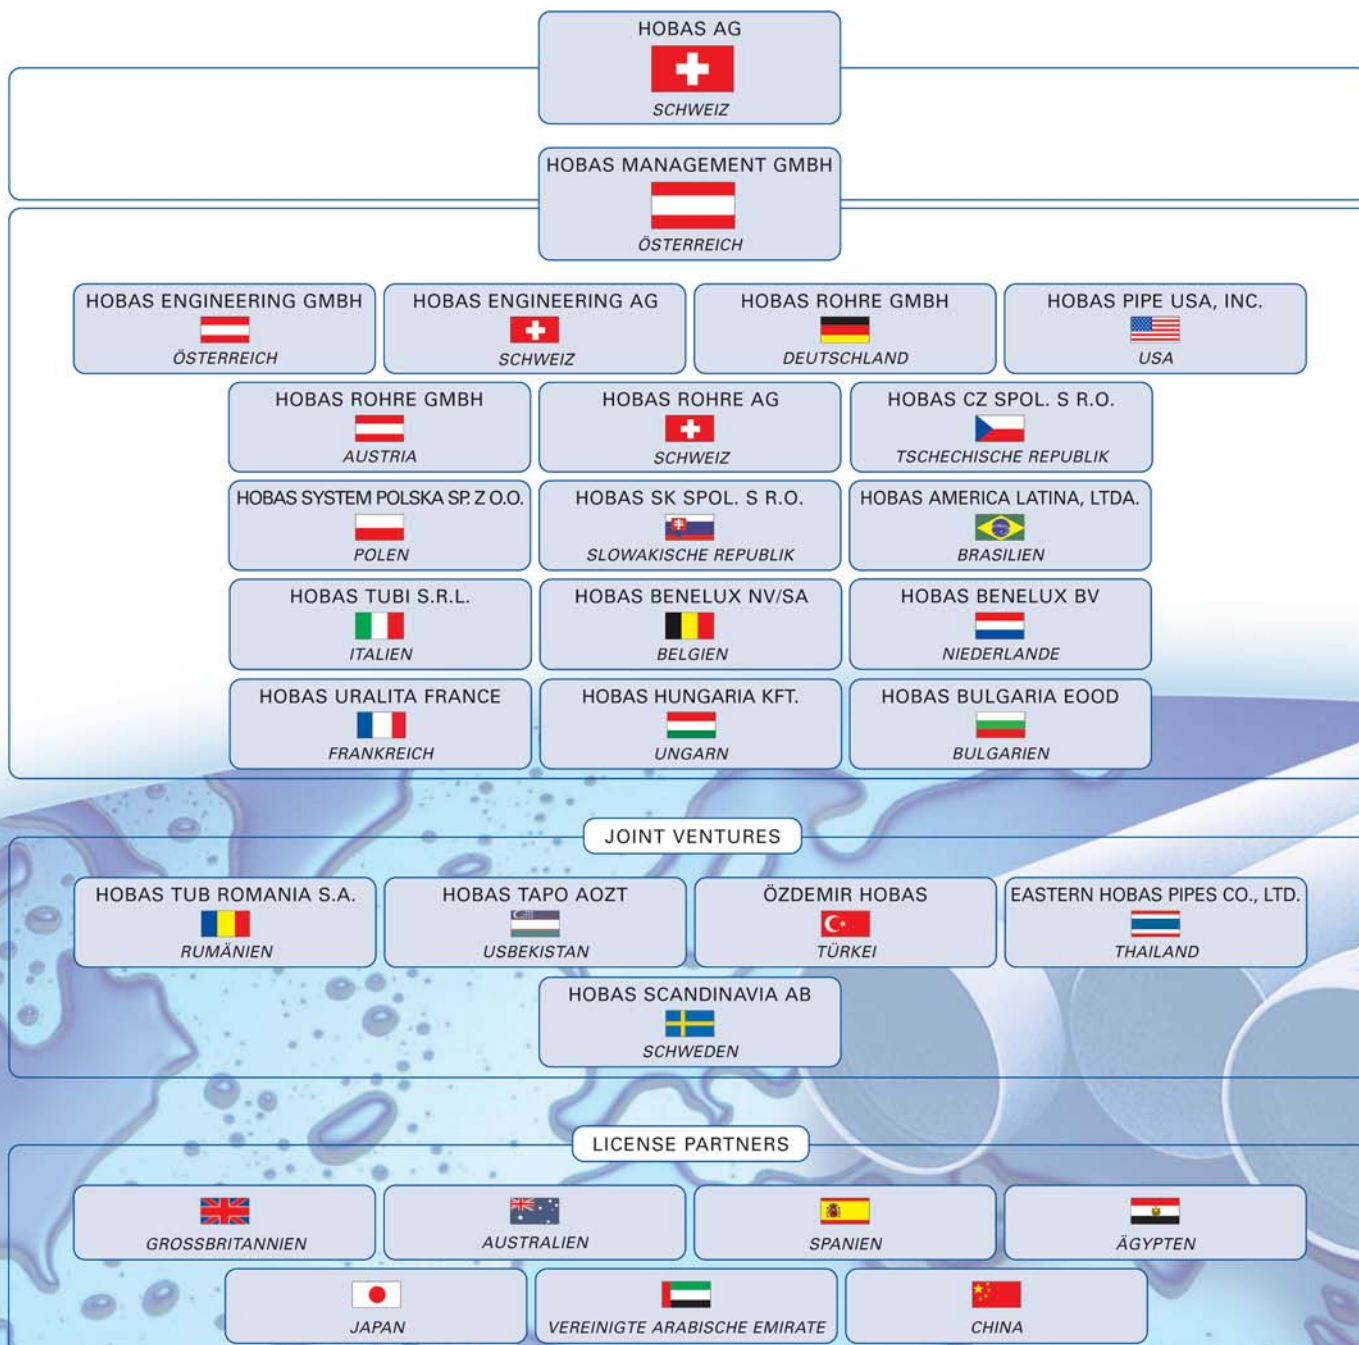 HOBAS AG
SCHWEIZ
HOBAS MANAGEMENT GMBH
ÖSTERREICH
HOBAS ENGINEERING GMBH
ÖSTERREICH
HOBAS ENGINEERING AG
SCHWEIZ
HOBAS ROHRE GMBH
DEUTSCHLAND
HOBAS PIPE USA, INC.
USA
HOBAS ROHRE GMBH
AUSTRIA
HOBAS ROHRE AG
SCHWEIZ
HOBAS CZ SPOL. S R.O.
TSCHECHISCHE REPUBLIK
HOBAS SYSTEM POLSKA SP. Z O.O.
POLEN
HOBAS SK SPOL. S R.O.
SLOWAKISCHE REPUBLIK
HOBAS AMERICA LATINA, LTDA.
BRASILIEN
HOBAS TUBI S.R.L.
ITALIEN
HOBAS BENELUX NV/SA
BELGIEN
HOBAS BENELUX BV
NIEDERLANDE
HOBAS URALITA FRANCE
FRANKREICH
HOBAS HUNGARIA KFT.
UNGARN
HOBAS BULGARIA EOOD
BULGARIEN
JOINT VENTURES
HOBAS TUB ROMANIA S.A.
RUMÄNIEN
HOBAS TAPO AOZT
USBEKISTAN
ÖZDEMIR HOBAS
TÜRKEI
EASTERN HOBAS PIPES CO., LTD.
THAILAND
HOBAS SCANDINAVIA AB
SCHWEDEN
LICENSE PARTNERS
GROSSBRITANNIEN
AUSTRALIEN
SPANIEN
ÄGYPTEN
JAPAN
VEREINIGTE ARABISCHE EMIRATE
CHINA